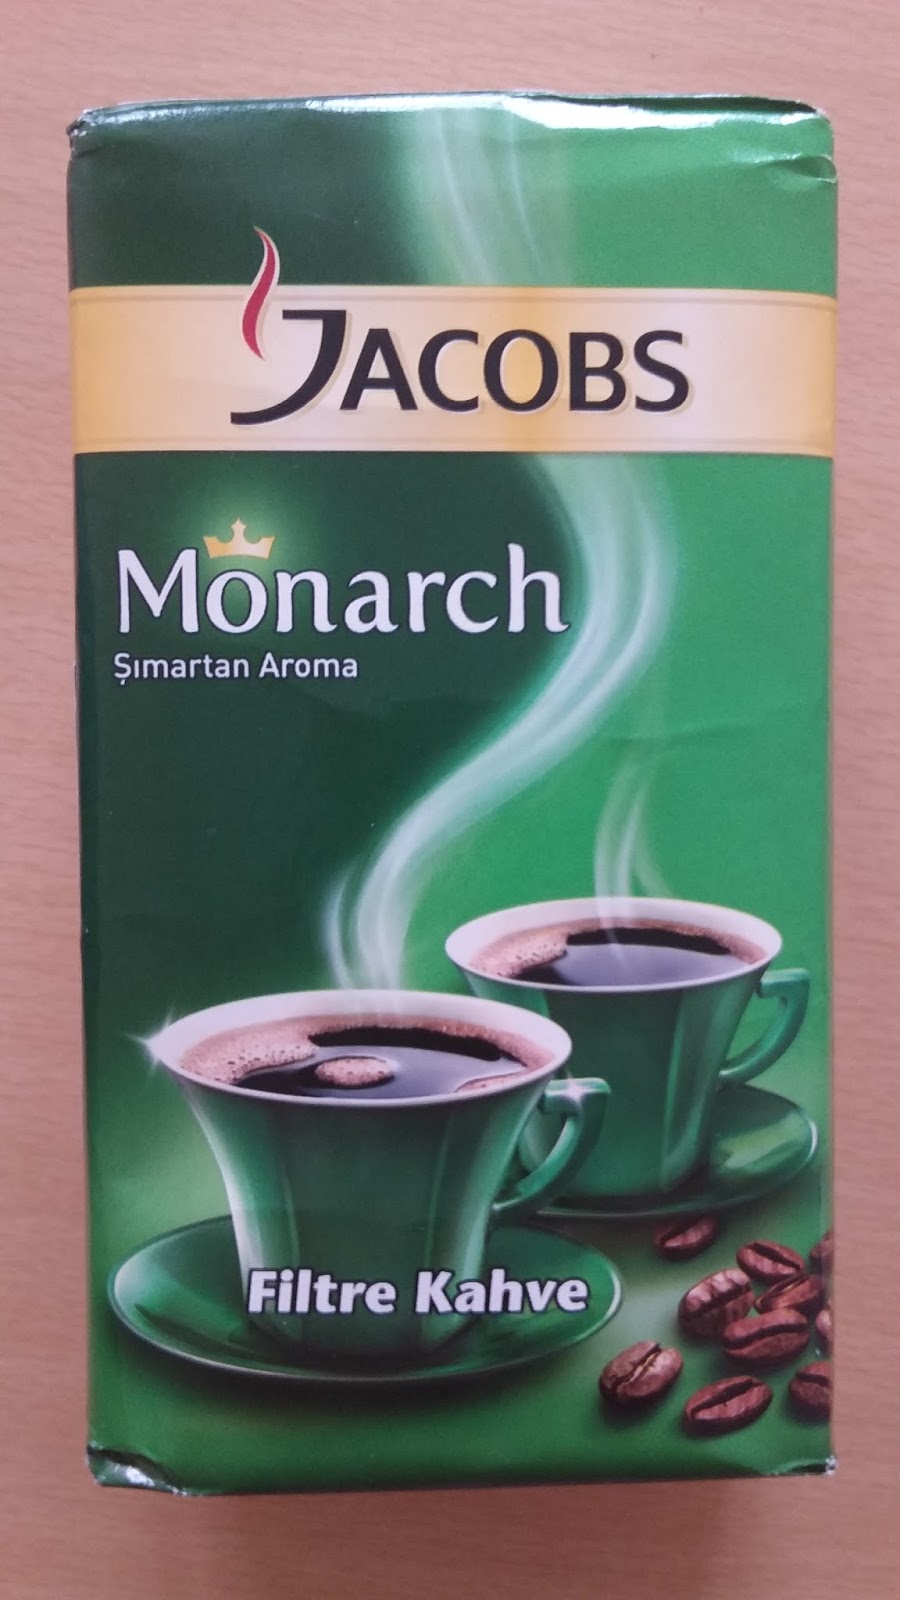 JACOBS
Monarch
Şımartan Aroma
Filtre Kahve